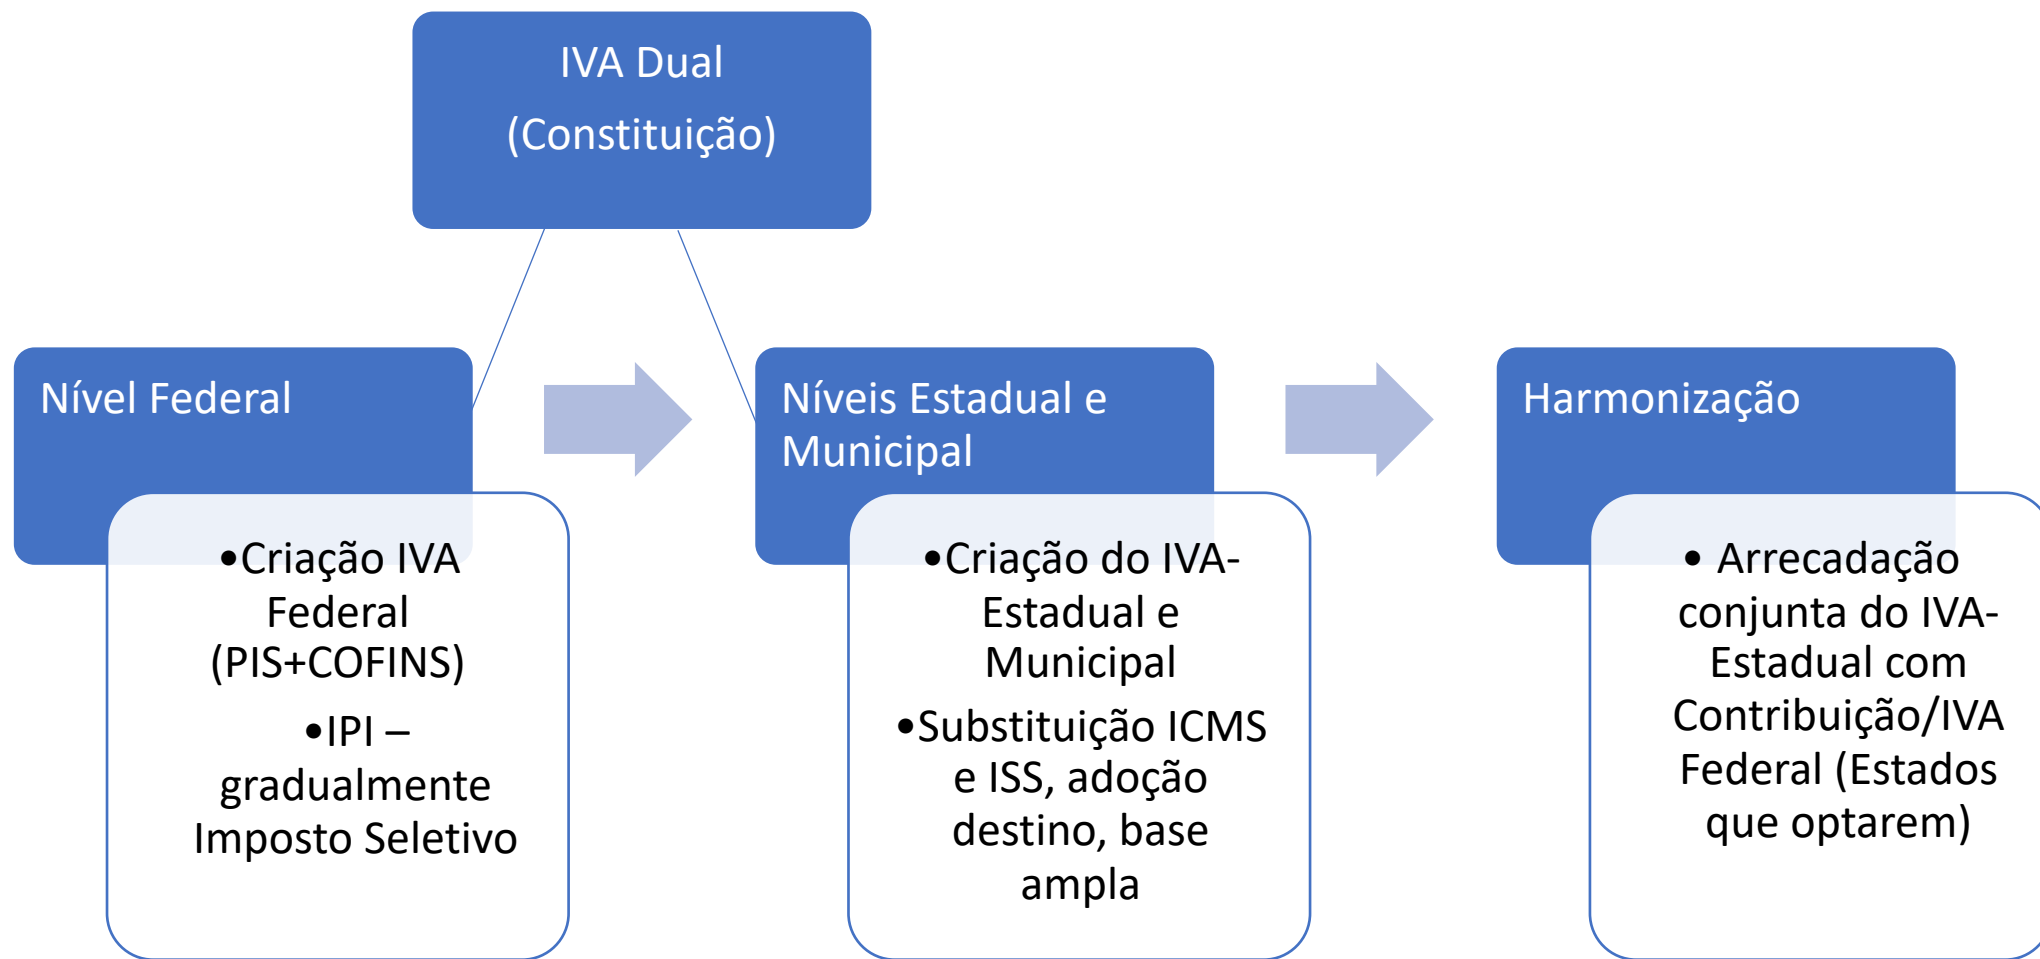 IVA Dual
(Constituição)
Nível Federal
•Criação IVA
Federal
(PIS+COFINS)
•IPI –
gradualmente
Imposto Seletivo
Níveis Estadual e
Municipal
•Criação do IVA-
Estadual e
Municipal
•Substituição ICMS
e ISS, adoção
destino, base
ampla
Harmonização
• Arrecadação
conjunta do IVA-
Estadual com
Contribuição/IVA
Federal (Estados
que optarem)